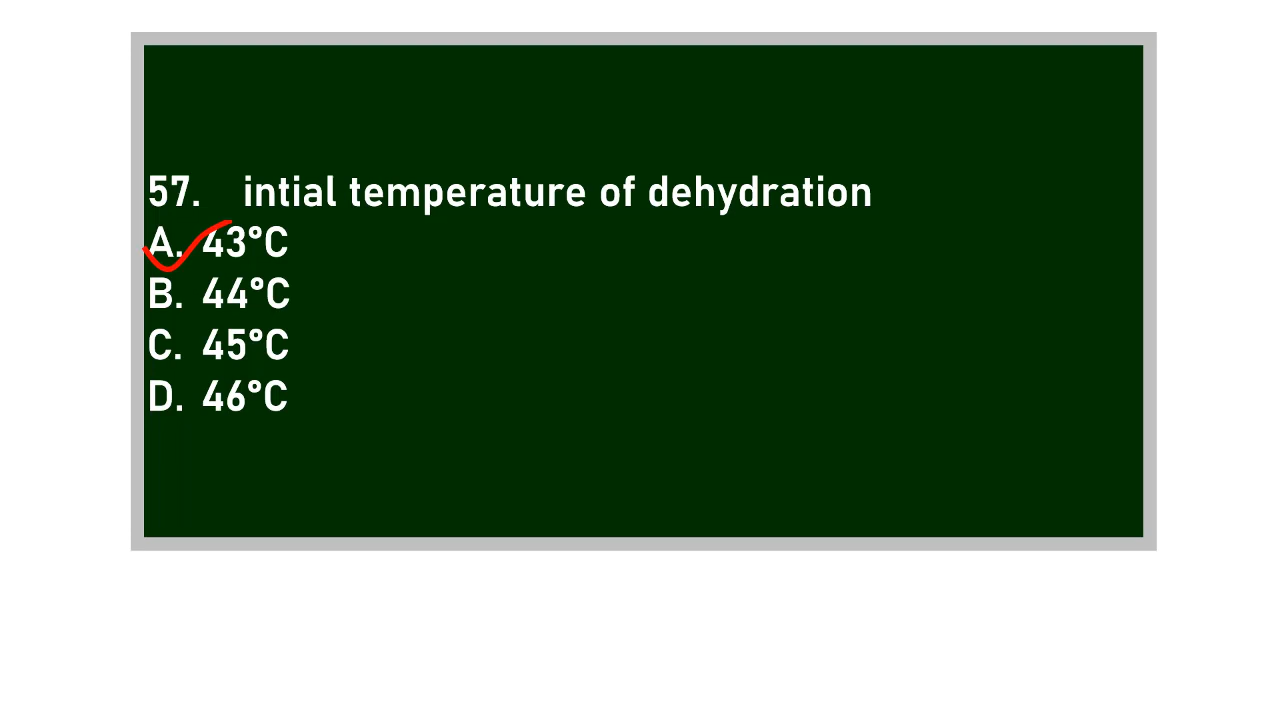 57. intial temperature of dehydration
A. 43°C
B. 44°C
C. 45°C
D. 46°C